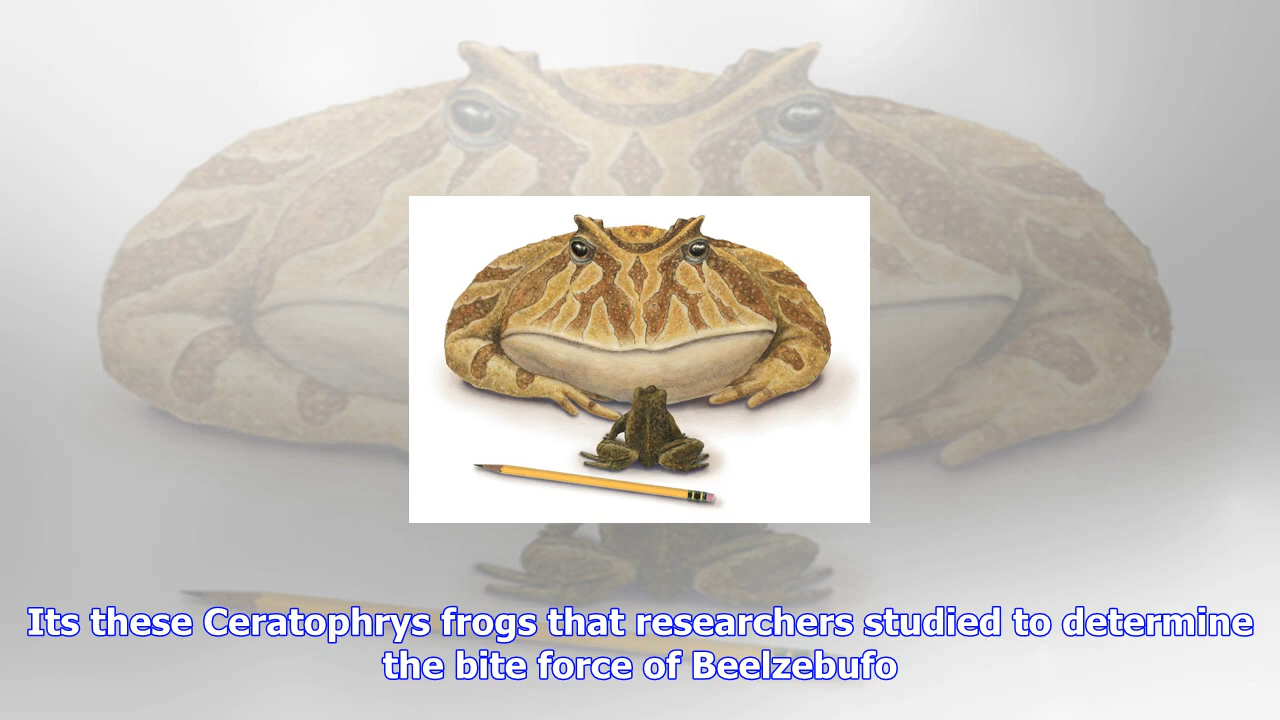 Its these Ceratophrys frogs that researchers studied to determine
the bite force of Beelzebufo